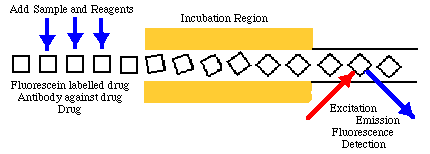 Add Sample and Reagents
Incubation Region
Fluorescein labelled drug
Antibody against drug
Drug
Excitation
Emission
Fluorescence
Detection